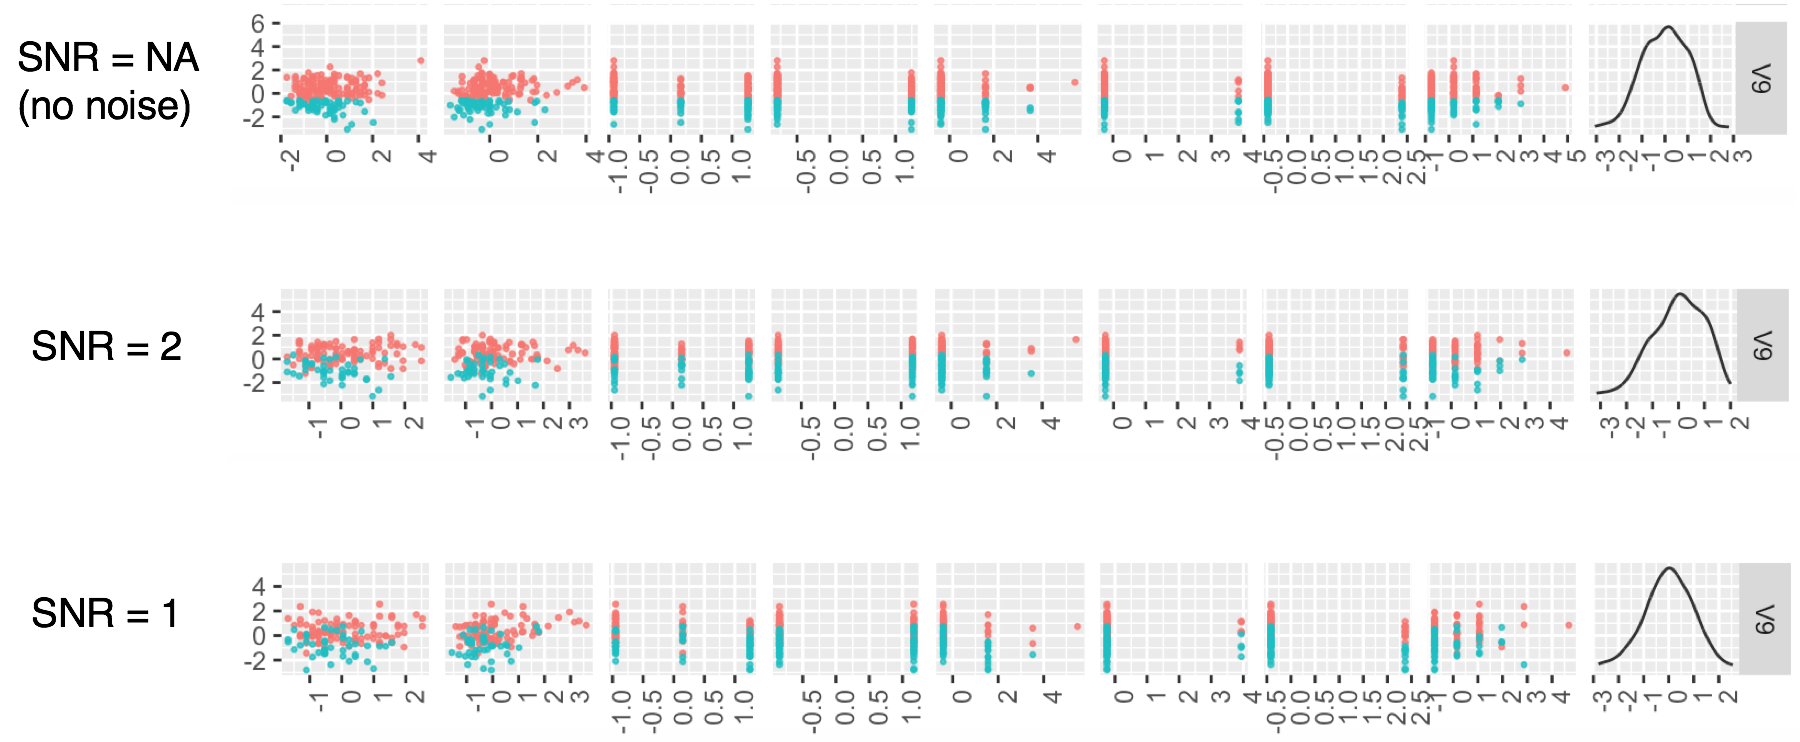 SNR = NA
(no noise)
6
4
2
0
-2
-2 0 2 4
0 2 4
-1.0 -0.5 0.0 0.5 1.0
-0.5 0.0 0.5 1.0
0 2 4
0 1 2 3 4
-0.5 0.0 0.5 1.0 1.5 2.0 2.5
-1 0 1 2 3 4 5
-3 -2 -1 0 1 2 3
V9
SNR = 2
4
2
0
-2
-1 0 1 2
-1 0 1 2 3
-1.0 -0.5 0.0 0.5 1.0
-0.5 0.0 0.5 1.0
0 2 4
0 1 2 3 4
-0.5 0.0 0.5 1.0 1.5 2.0 2.5
-1 0 1 2 3 4
-3 -2 -1 0 1 2
V9
SNR = 1
4
2
0
-2
-1 0 1 2
-1 0 1 2 3
-1.0 -0.5 0.0 0.5 1.0
-0.5 0.0 0.5 1.0
0 2 4
0 1 2 3 4
-0.5 0.0 0.5 1.0 1.5 2.0 2.5
-1 0 1 2 3 4
-3 -2 -1 0 1 2
V9